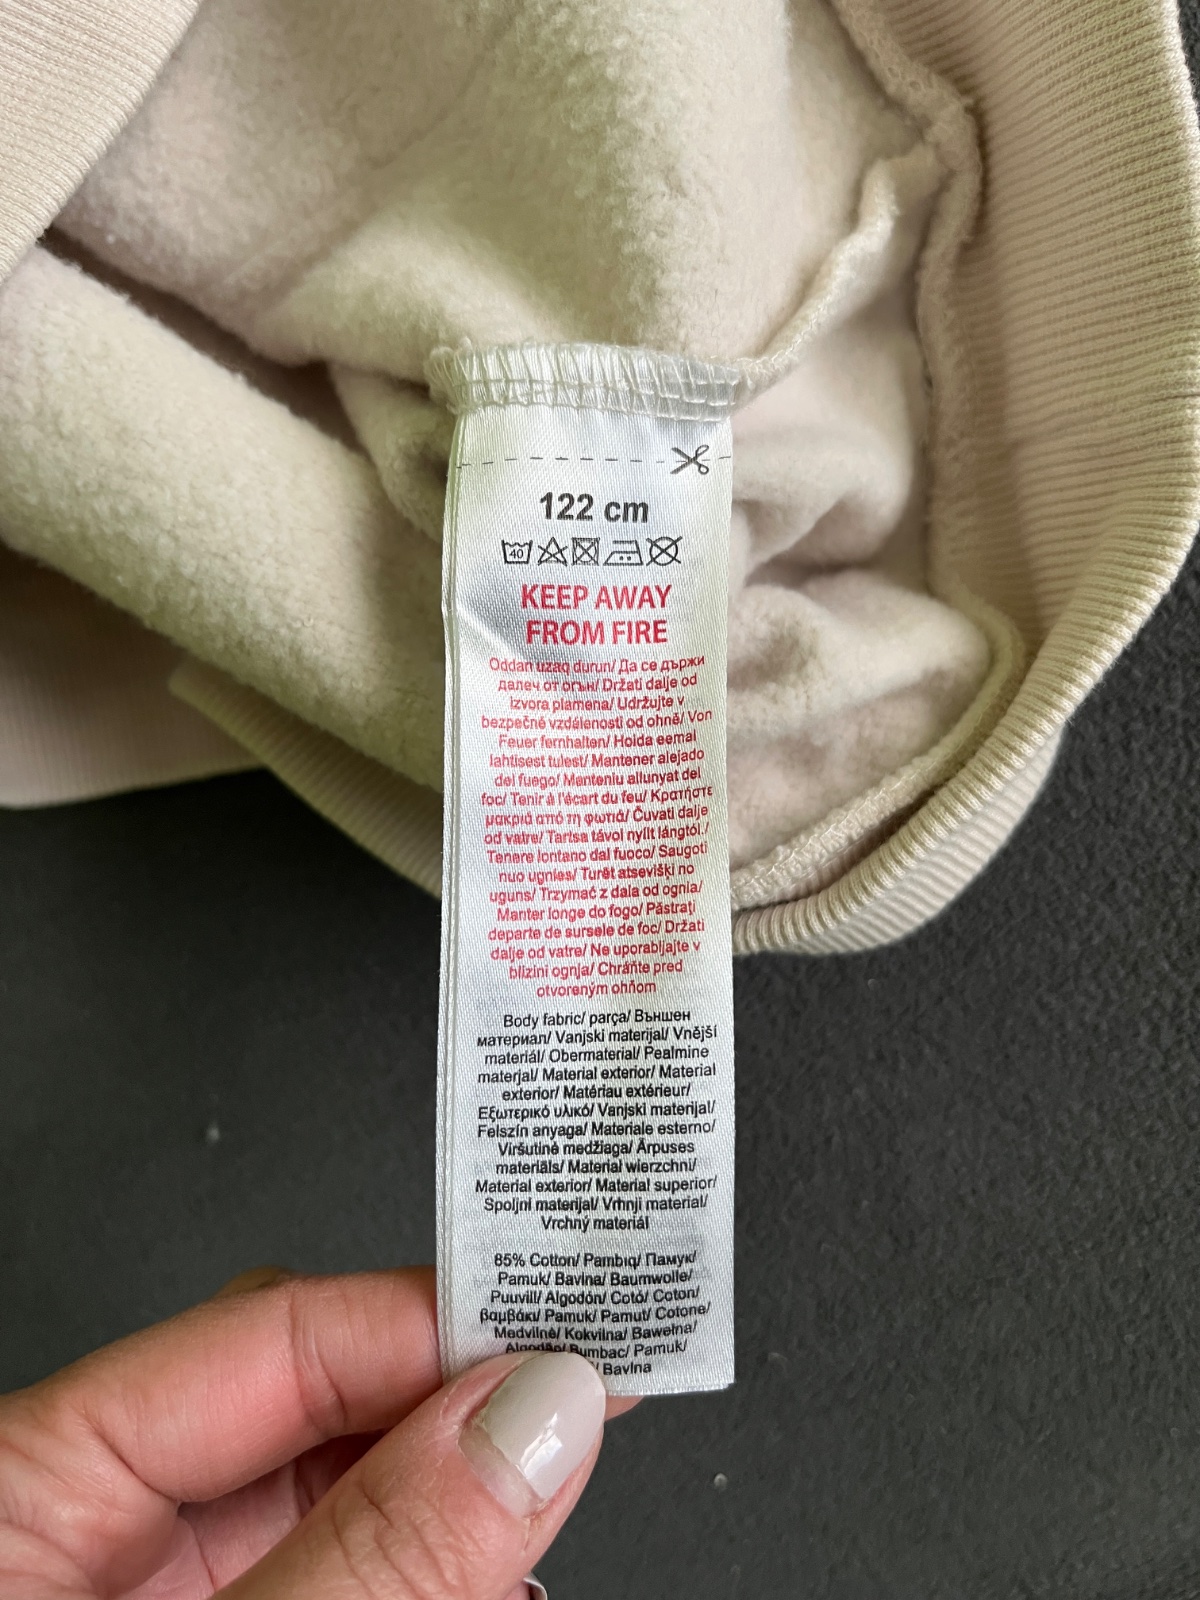 122 cm
40
KEEP AWAY
FROM FIRE
Oddan uzaq durun/ Да се държи
далеч от огън/ Držati dalje od
izvora plamena/ Udržujte v
bezpečné vzdálenosti od ohně/ Von
Feuer fernhalten/ Hoida eemal
lahtisest tulest/ Mantener alejado
del fuego/ Manteniu allunyat del
foc/ Tenir à l'écart du feu/ Κρατήστε
μακριά από τη φωτιά/ Čuvati dalje
od vatre/ Tartsa távol nyílt lángtól./
Tenere lontano dal fuoco/ Saugoti
nuo ugnies/ Turēt atsevišķi no
uguns/ Trzymać z dala od ognia/
Manter longe do fogo/ Păstrați
departe de sursele de foc/ Držati
dalje od vatre/ Ne uporabljajte v
bližini ognja/ Chráňte pred
otvoreným ohňom
Body fabric/ parça/ Външен
материал/ Vanjski materijal/ Vnější
materiál/ Obermaterial/ Pealmine
materjal/ Material exterior/ Material
exterior/ Matériau extérieur/
Εξωτερικό υλικό/ Vanjski materijal/
Felszín anyaga/ Materiale esterno/
Viršutinė medžiaga/ Ārpuses
materiāls/ Material wierzchni/
Material exterior/ Material superior/
Spoljni materijal/ Vrhnji material/
Vrchný materiál
85% Cotton/ Pambıq/ Памук/
Pamuk/ Bavlna/ Baumwolle/
Puuvill/ Algodón/ Cotó/ Coton/
βαμβάκι/ Pamuk/ Pamut/ Cotone/
Medvilnė/ Kokvilna/ Bawełna/
Algodão/ Bumbac/ Pamuk/
/ Bavlna